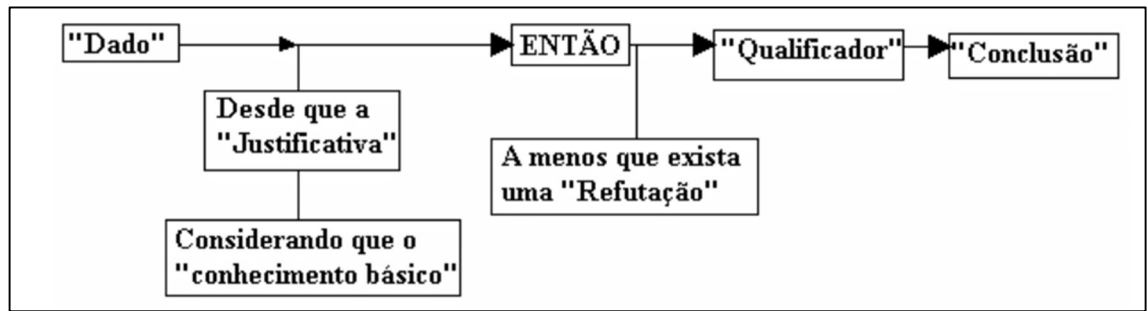 "Dado"
ENTÃO
"Qualificador"
"Conclusão"
Desde que a
"Justificativa"
A menos que exista
uma "Refutação"
Considerando que o
"conhecimento básico"